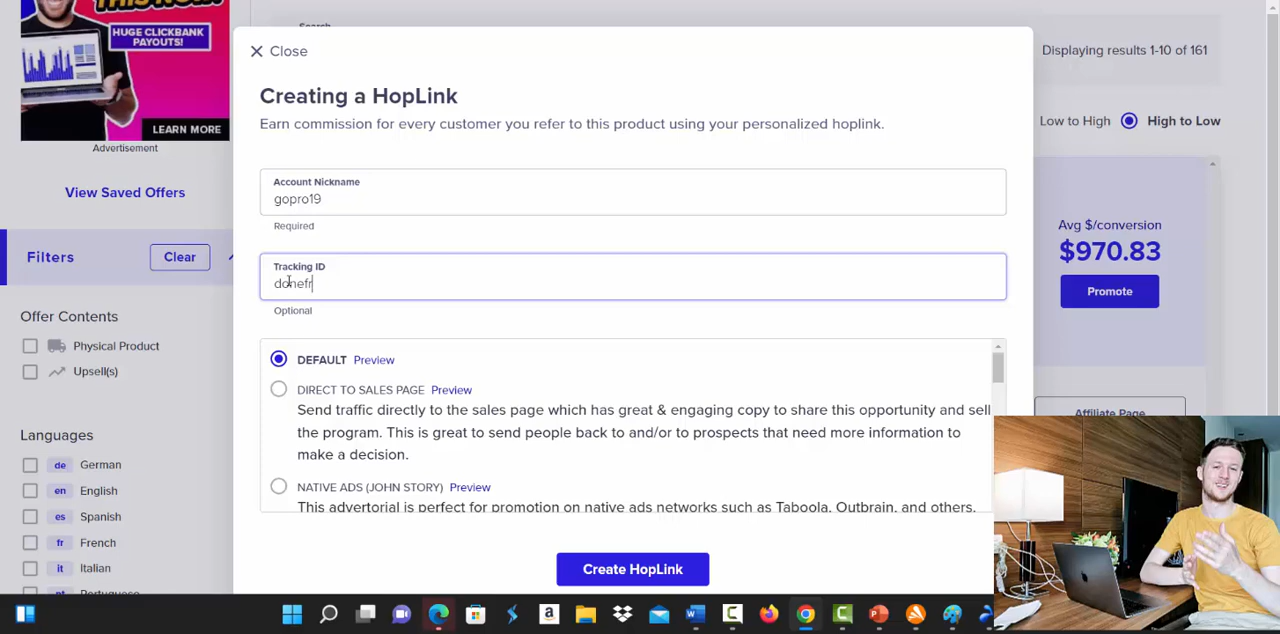 THIS NOW
HUGE CLICKBANK
PAYOUTS!
LEARN MORE
Advertisement
View Saved Offers
Filters
Clear
Offer Contents
Physical Product
Upsell(s)
Languages
de German
en English
es Spanish
fr French
it Italian
pt Portuguese
Search
Close
Creating a HopLink
Earn commission for every customer you refer to this product using your personalized hoplink.
Account Nickname
gopro19
Required
Tracking ID
donefr
Optional
DEFAULT Preview
DIRECT TO SALES PAGE Preview
Send traffic directly to the sales page which has great & engaging copy to share this opportunity and sell
the program. This is great to send people back to and/or to prospects that need more information to
make a decision.
NATIVE ADS (JOHN STORY) Preview
This advertorial is perfect for promotion on native ads networks such as Taboola, Outbrain, and others.
Create HopLink
Displaying results 1-10 of 161
Low to High
High to Low
Avg $/conversion
$970.83
Promote
Affiliate Page